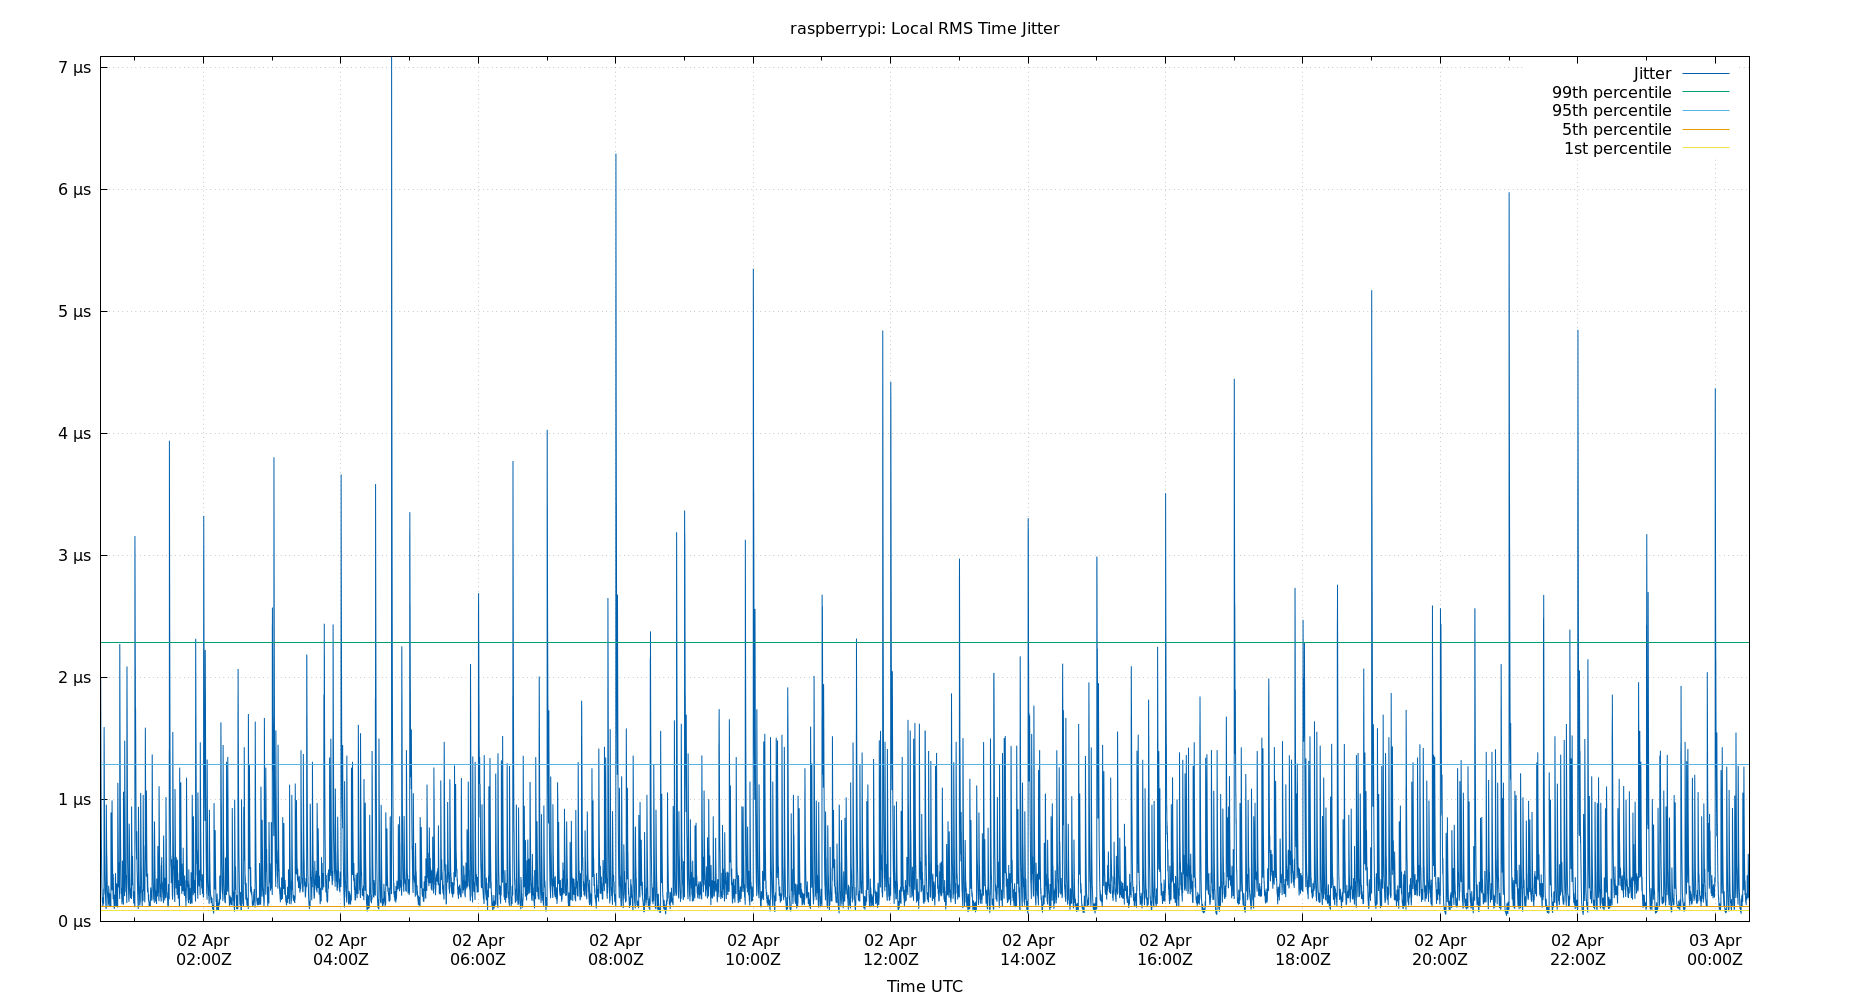 raspberrypi: Local RMS Time Jitter
7 µs
6 µs
5 µs
4 µs
3 µs
2 µs
1 µs
0 µs
Jitter
99th percentile
95th percentile
5th percentile
1st percentile
02 Apr
02:00Z
02 Apr
04:00Z
02 Apr
06:00Z
02 Apr
08:00Z
02 Apr
10:00Z
02 Apr
12:00Z
02 Apr
14:00Z
02 Apr
16:00Z
02 Apr
18:00Z
02 Apr
20:00Z
02 Apr
22:00Z
03 Apr
00:00Z
Time UTC